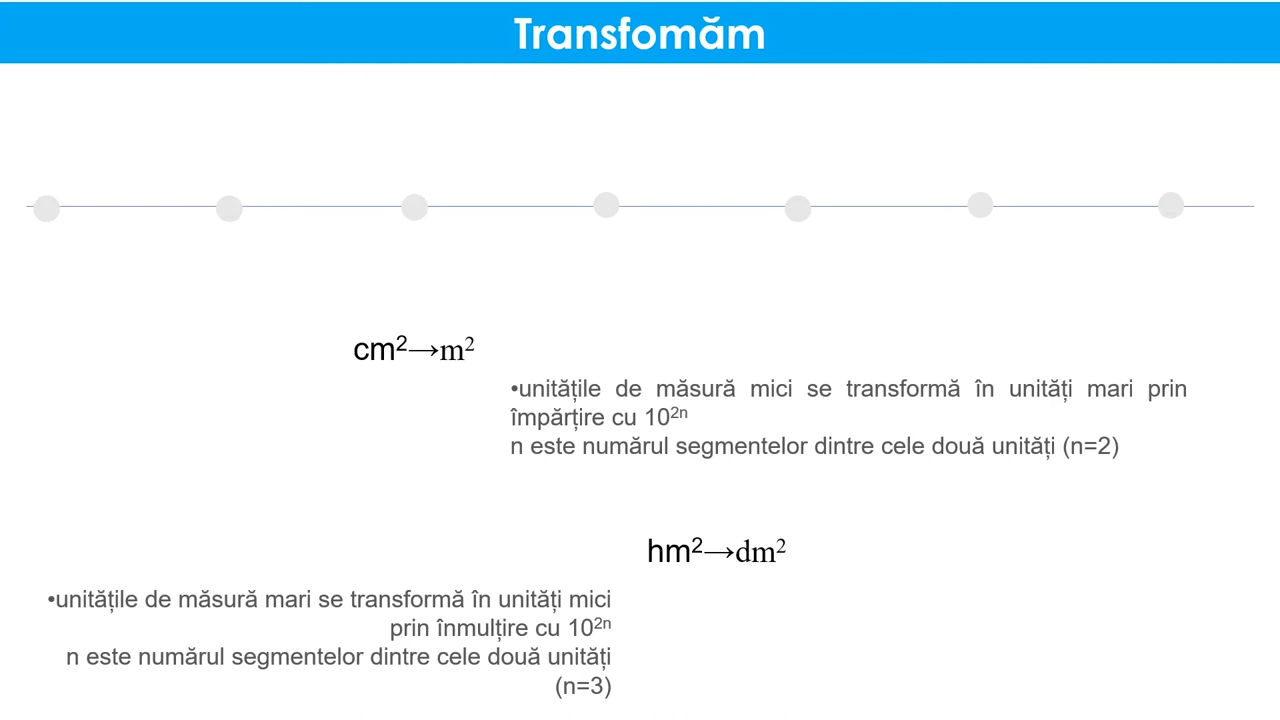 Transfomăm
cm²→m²
•unitățile de măsură mici se transformă în unități mari prin
împărțire cu 10²ⁿ
n este numărul segmentelor dintre cele două unități (n=2)
hm²→dm²
•unitățile de măsură mari se transformă în unități mici
prin înmulțire cu 10²ⁿ
n este numărul segmentelor dintre cele două unități
(n=3)